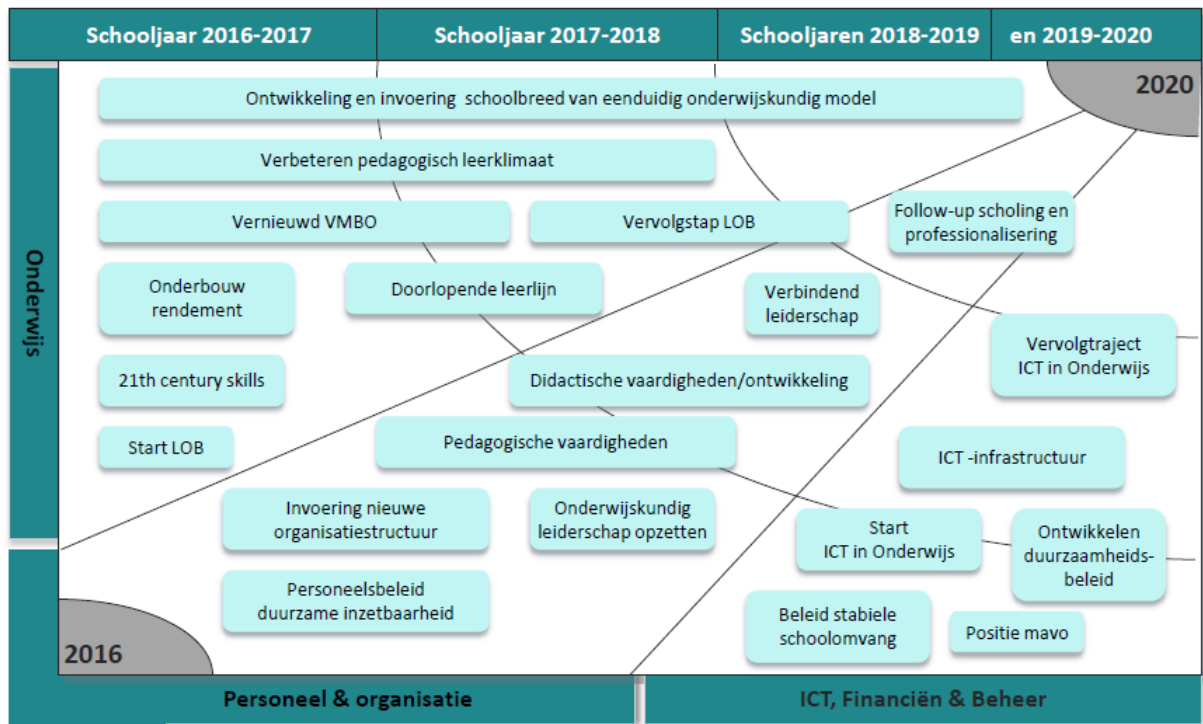 Schooljaar 2016-2017
Schooljaar 2017-2018
Schooljaren 2018-2019
en 2019-2020
2020
Onderwijs
Ontwikkeling en invoering schoolbreed van eenduidig onderwijskundig model
Verbeteren pedagogisch leerklimaat
Vernieuwd VMBO
Vervolgstap LOB
Follow-up scholing en
professionalisering
Onderbouw
rendement
Doorlopende leerlijn
Verbindend
leiderschap
Vervolgtraject
ICT in Onderwijs
21th century skills
Didactische vaardigheden/ontwikkeling
Start LOB
Pedagogische vaardigheden
ICT -infrastructuur
Invoering nieuwe
organisatiestructuur
Onderwijskundig
leiderschap opzetten
Start
ICT in Onderwijs
Ontwikkelen
duurzaamheids-
beleid
Personeelsbeleid
duurzame inzetbaarheid
Beleid stabiele
schoolomvang
Positie mavo
2016
Personeel & organisatie
ICT, Financiën & Beheer